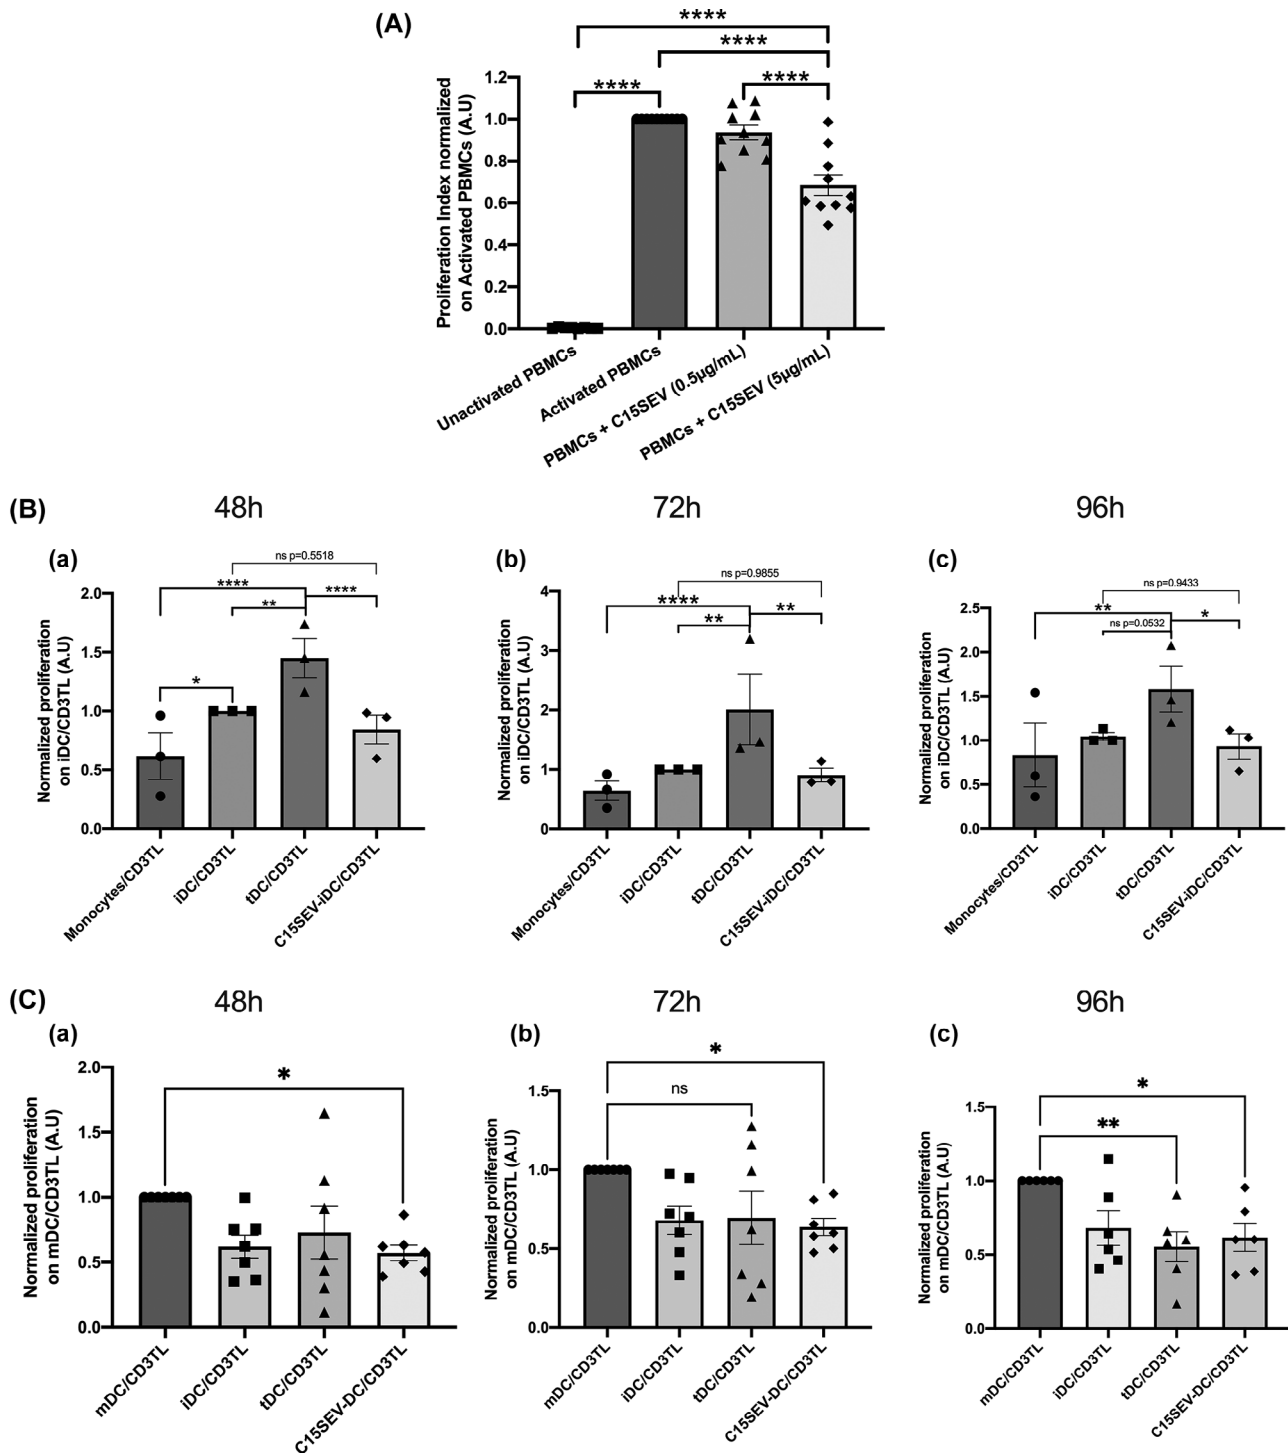 (A)
****
****
****
****
Proliferation Index normalized
on Activated PBMCs (A.U)
1.2
1.0
0.8
0.6
0.4
0.2
0.0
Unactivated PBMCs
Activated PBMCs
PBMCs + C15SEV (0.5µg/mL)
PBMCs + C15SEV (5µg/mL)
(B)
48h
72h
96h
(a)
ns p=0.5518
****
**
****
*
Normalized proliferation
on iDC/CD3TL (A.U)
2.0
1.5
1.0
0.5
0.0
Monocytes/CD3TL
iDC/CD3TL
tDC/CD3TL
C15SEV-iDC/CD3TL
(b)
ns p=0.9855
****
**
**
Normalized proliferation
on iDC/CD3TL (A.U)
4
3
2
1
0
Monocytes/CD3TL
iDC/CD3TL
tDC/CD3TL
C15SEV-iDC/CD3TL
(c)
ns p=0.9433
**
ns p=0.0532
*
Normalized proliferation
on iDC/CD3TL (A.U)
2.5
2.0
1.5
1.0
0.5
0.0
Monocytes/CD3TL
iDC/CD3TL
tDC/CD3TL
C15SEV-iDC/CD3TL
(C)
48h
72h
96h
(a)
*
Normalized proliferation
on mDC/CD3TL (A.U)
2.0
1.5
1.0
0.5
0.0
mDC/CD3TL
iDC/CD3TL
tDC/CD3TL
C15SEV-DC/CD3TL
(b)
*
ns
Normalized proliferation
on mDC/CD3TL (A.U)
1.5
1.0
0.5
0.0
mDC/CD3TL
iDC/CD3TL
tDC/CD3TL
C15SEV-DC/CD3TL
(c)
*
**
Normalized proliferation
on mDC/CD3TL (A.U)
1.5
1.0
0.5
0.0
mDC/CD3TL
iDC/CD3TL
tDC/CD3TL
C15SEV-DC/CD3TL